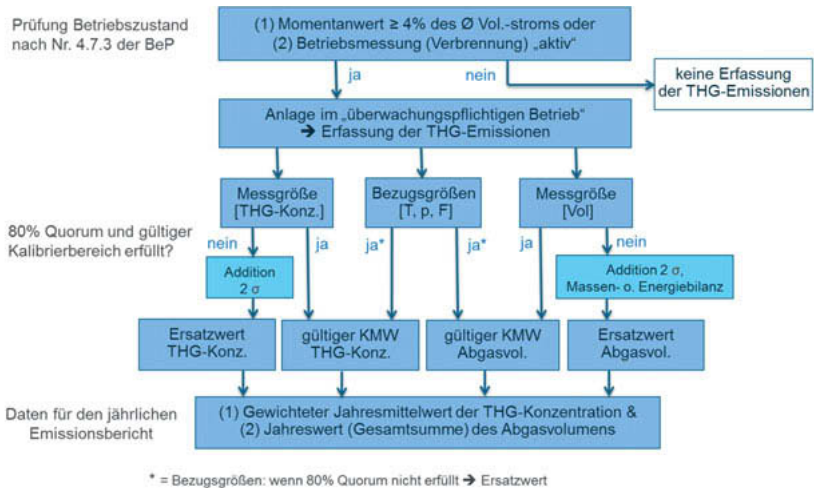 Prüfung Betriebszustand
nach Nr. 4.7.3 der BeP
(1) Momentanwert ≥ 4% des Ø Vol.-stroms oder
(2) Betriebsmessung (Verbrennung) „aktiv“
ja
nein
keine Erfassung
der THG-Emissionen
Anlage im „überwachungspflichtigen Betrieb“
➔ Erfassung der THG-Emissionen
Messgröße
[THG-Konz.]
Bezugsgrößen
[T, p, F]
Messgröße
[Vol]
80% Quorum und gültiger
Kalibrierbereich erfüllt?
nein
ja
ja*
ja*
ja
nein
Addition
2 σ
Addition 2 σ,
Massen- o. Energiebilanz
Ersatzwert
THG-Konz.
gültiger KMW
THG-Konz.
gültiger KMW
Abgasvol.
Ersatzwert
Abgasvol.
Daten für den jährlichen
Emissionsbericht
(1) Gewichteter Jahresmittelwert der THG-Konzentration &
(2) Jahreswert (Gesamtsumme) des Abgasvolumens
* = Bezugsgrößen: wenn 80% Quorum nicht erfüllt ➔ Ersatzwert